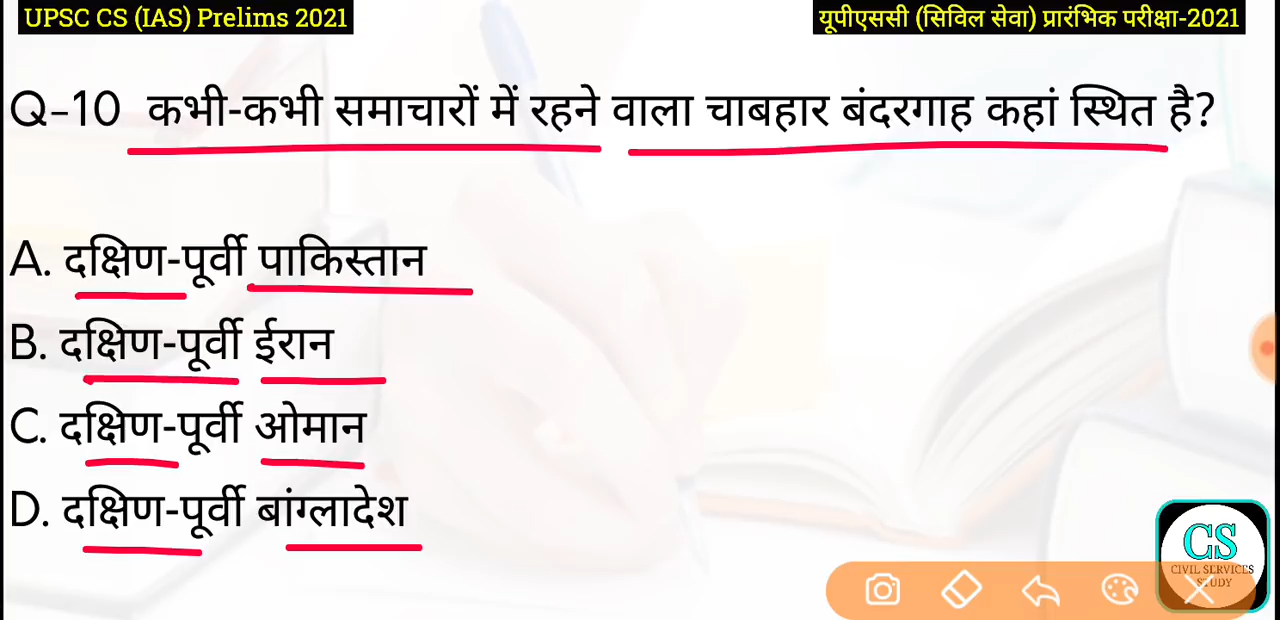 UPSC CS (IAS) Prelims 2021
यूपीएससी (सिविल सेवा) प्रारंभिक परीक्षा-2021
Q-10 कभी-कभी समाचारों में रहने वाला चाबहार बंदरगाह कहां स्थित है?
A. दक्षिण-पूर्वी पाकिस्तान
B. दक्षिण-पूर्वी ईरान
C. दक्षिण-पूर्वी ओमान
D. दक्षिण-पूर्वी बांग्लादेश
CS
CIVIL SERVICES
STUDY